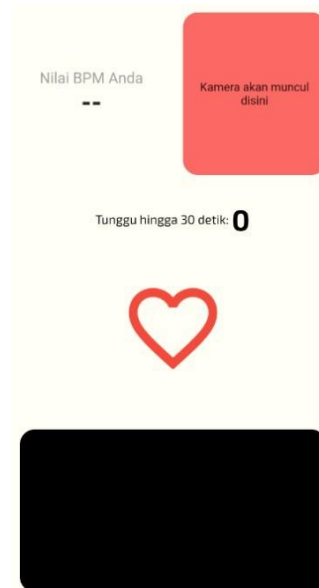 Nilai BPM Anda
--
Kamera akan muncul
disini
Tunggu hingga 30 detik: 0